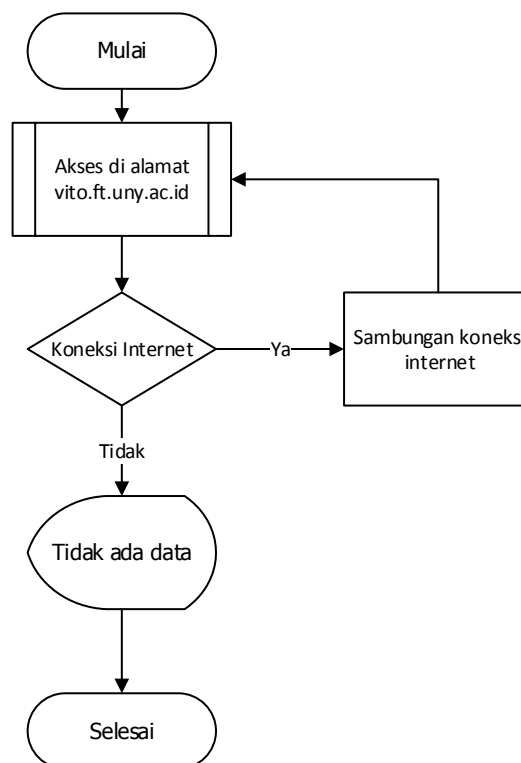 Mulai
Akses di alamat
vito.ft.uny.ac.id
Koneksi Internet
Ya
Sambungan koneks
internet
Tidak
Tidak ada data
Selesai